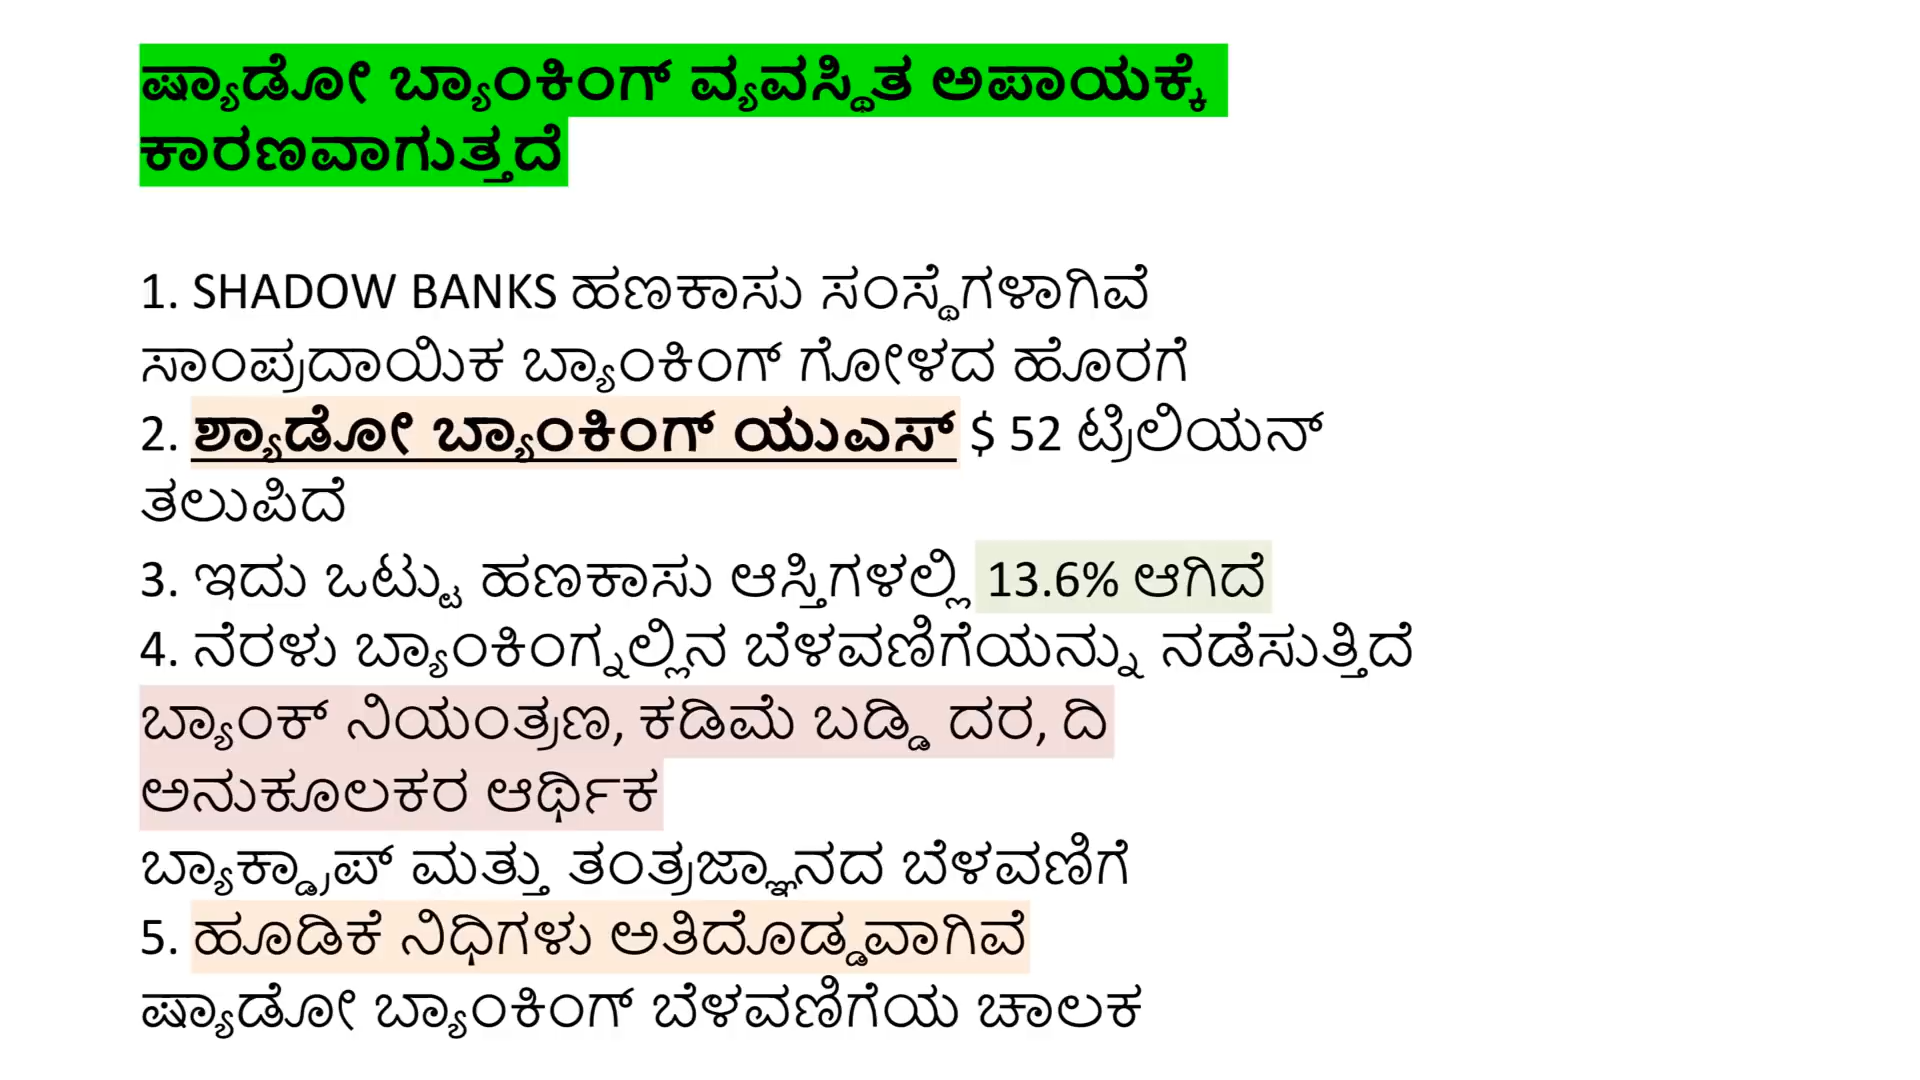 ಷ್ಯಾಡೋ ಬ್ಯಾಂಕಿಂಗ್ ವ್ಯವಸ್ಥಿತ ಅಪಾಯಕ್ಕೆ
ಕಾರಣವಾಗುತ್ತದೆ
1. SHADOW BANKS ಹಣಕಾಸು ಸಂಸ್ಥೆಗಳಾಗಿವೆ
ಸಾಂಪ್ರದಾಯಿಕ ಬ್ಯಾಂಕಿಂಗ್ ಗೋಳದ ಹೊರಗೆ
2. ಶ್ಯಾಡೋ ಬ್ಯಾಂಕಿಂಗ್ ಯುಎಸ್ $ 52 ಟ್ರಿಲಿಯನ್
ತಲುಪಿದೆ
3. ಇದು ಒಟ್ಟು ಹಣಕಾಸು ಆಸ್ತಿಗಳಲ್ಲಿ 13.6% ಆಗಿದೆ
4. ನೆರಳು ಬ್ಯಾಂಕಿಂಗ್ನಲ್ಲಿನ ಬೆಳವಣಿಗೆಯನ್ನು ನಡೆಸುತ್ತಿದೆ
ಬ್ಯಾಂಕ್ ನಿಯಂತ್ರಣ, ಕಡಿಮೆ ಬಡ್ಡಿ ದರ, ದಿ
ಅನುಕೂಲಕರ ಆರ್ಥಿಕ
ಬ್ಯಾಕ್ಡ್ರಾಪ್ ಮತ್ತು ತಂತ್ರಜ್ಞಾನದ ಬೆಳವಣಿಗೆ
5. ಹೂಡಿಕೆ ನಿಧಿಗಳು ಅತಿದೊಡ್ಡವಾಗಿವೆ
ಷ್ಯಾಡೋ ಬ್ಯಾಂಕಿಂಗ್ ಬೆಳವಣಿಗೆಯ ಚಾಲಕ